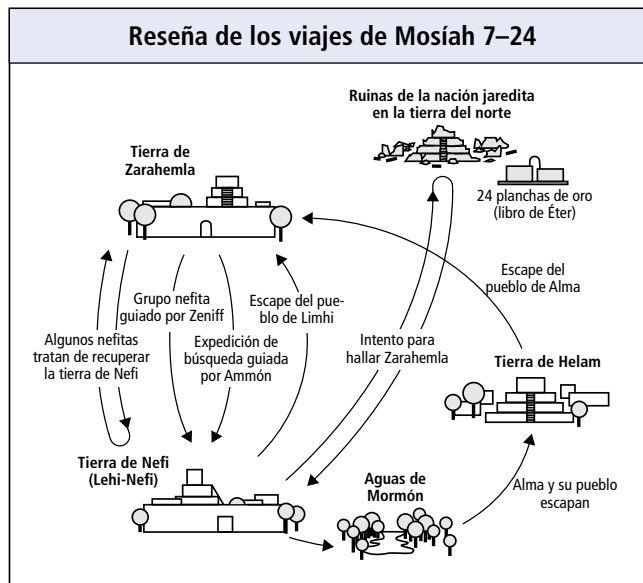 Reseña de los viajes de Mosíah 7–24
Ruinas de la nación jaredita
en la tierra del norte
Tierra de
Zarahemla
24 planchas de oro
(libro de Éter)
Escape del
pueblo de Alma
Grupo nefita
guiado por Zeniff
Escape del pue-
blo de Limhi
Algunos nefitas
tratan de recuperar
la tierra de Nefi
Expedición de
búsqueda guiada
por Ammón
Intento para
hallar Zarahemla
Tierra de Helam
Tierra de Nefi
(Lehi-Nefi)
Aguas de
Mormón
Alma y su pueblo
escapan